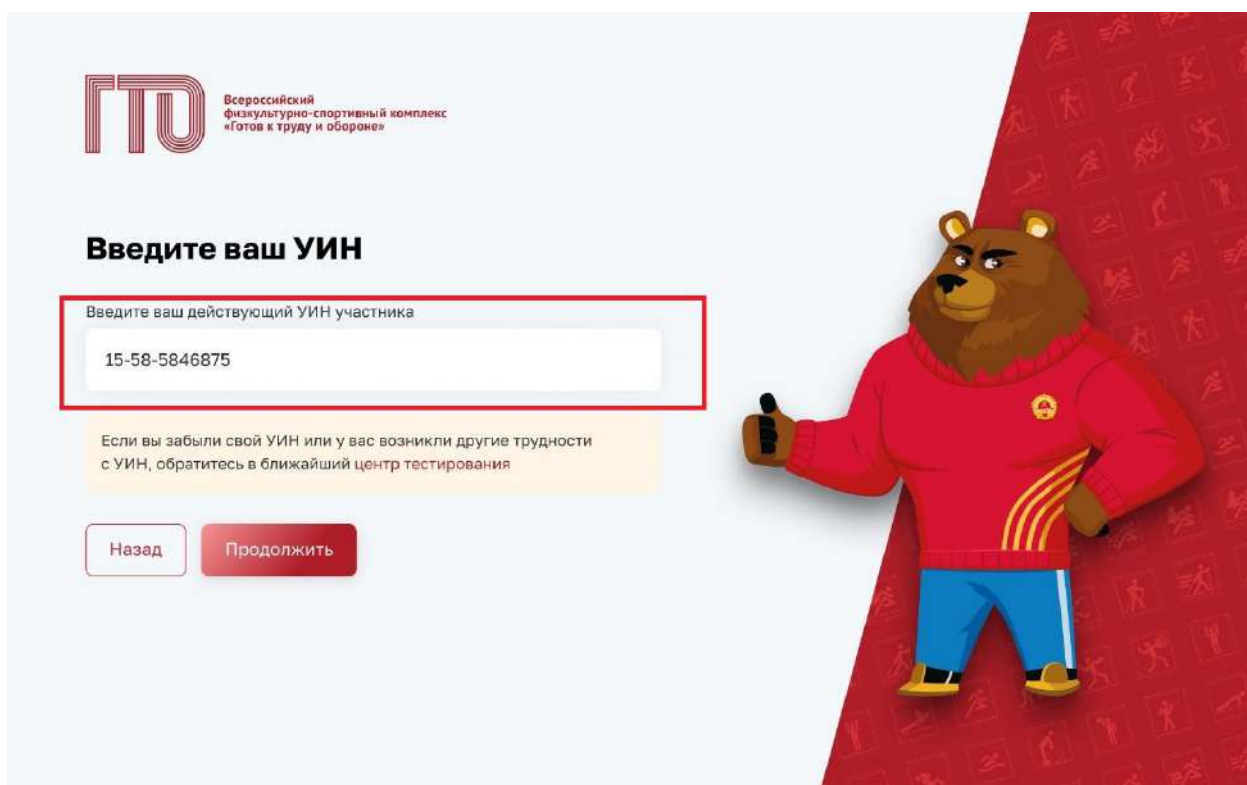 ГТО
Всероссийский
физкультурно-спортивный комплекс
«Готов к труду и обороне»
Введите ваш УИН
Введите ваш действующий УИН участника
15-58-5846875
Если вы забыли свой УИН или у вас возникли другие трудности
с УИН, обратитесь в ближайший центр тестирования
Назад
Продолжить